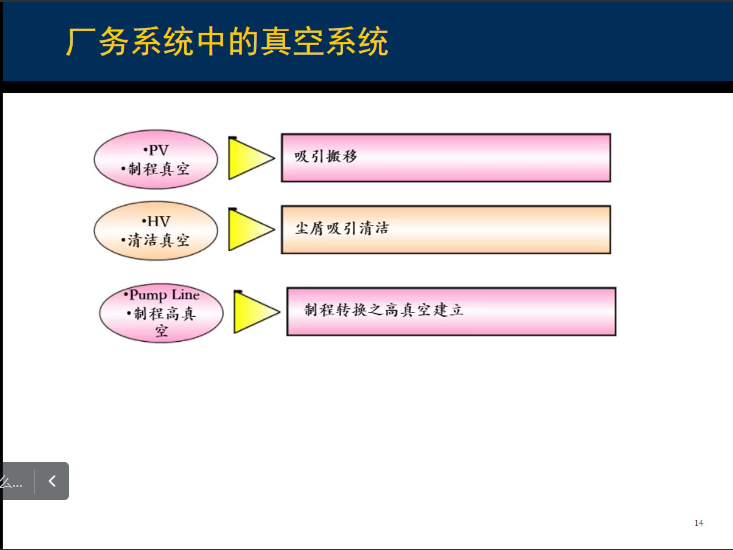 厂务系统中的真空系统
•PV
•制程真空
吸引搬移
•HV
•清洁真空
尘屑吸引清洁
•Pump Line
•制程高真
空
制程转换之高真空建立
么...
14